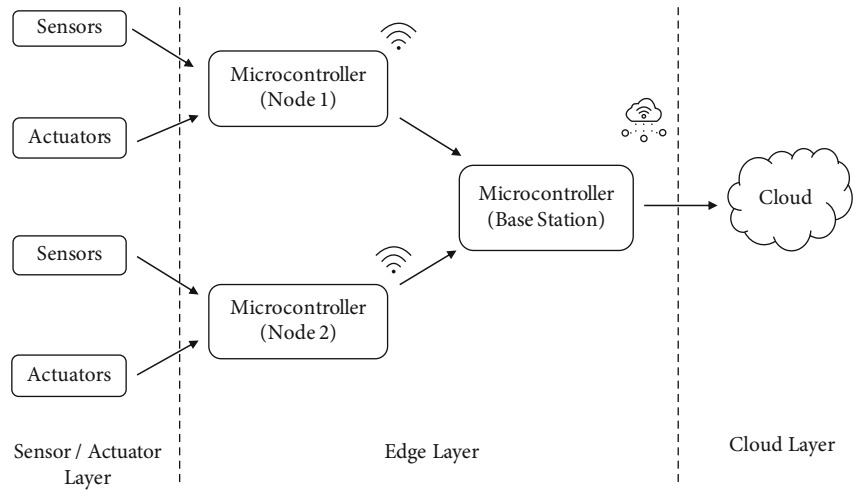 Sensors
Actuators
Sensors
Actuators
Microcontroller
(Node 1)
Microcontroller
(Node 2)
Microcontroller
(Base Station)
Cloud
Sensor / Actuator
Layer
Edge Layer
Cloud Layer